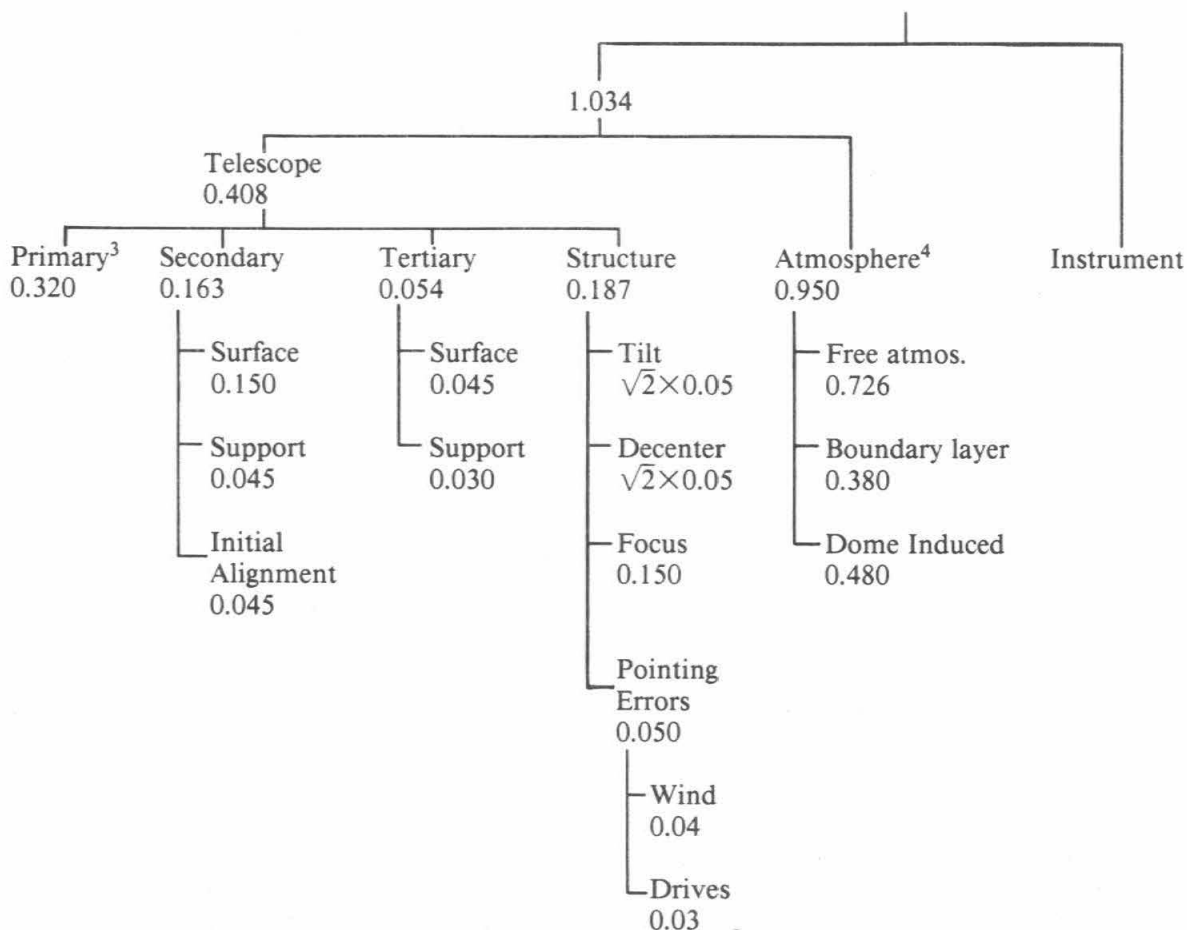 1.034
Telescope
0.408
Primary³
0.320
Secondary
0.163
Tertiary
0.054
Structure
0.187
Atmosphere⁴
0.950
Instrument
Surface
0.150
Support
0.045
Initial
Alignment
0.045
Surface
0.045
Support
0.030
Tilt
√2×0.05
Decenter
√2×0.05
Focus
0.150
Pointing
Errors
0.050
Wind
0.04
Drives
0.03
Free atmos.
0.726
Boundary layer
0.380
Dome Induced
0.480